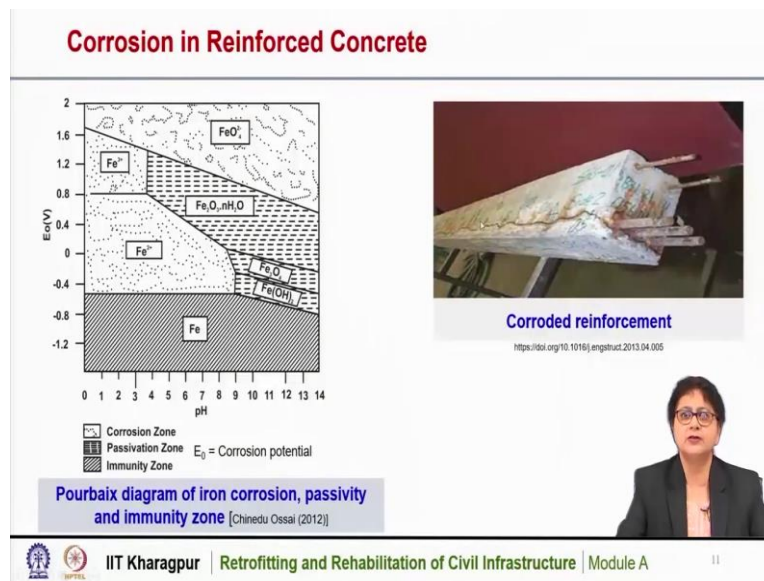 Corrosion in Reinforced Concrete
2
1.6
1.2
0.8
0.4
0
-0.4
-0.8
-1.2
Eo(V)
FeO
Fe³⁺
Fe₂O₃.nH₂O
Fe²⁺
Fe₃O₄
Fe(OH)
Fe
0 1 2 3 4 5 6 7 8 9 10 11 12 13 14
pH
Corrosion Zone
Passivation Zone
Immunity Zone
E₀ = Corrosion potential
Pourbaix diagram of iron corrosion, passivity
and immunity zone [Chinedu Ossai (2012)]
Corroded reinforcement
https://doi.org/10.1016/j.engstruct.2013.04.005
NPTEL
IIT Kharagpur | Retrofitting and Rehabilitation of Civil Infrastructure | Module A
11